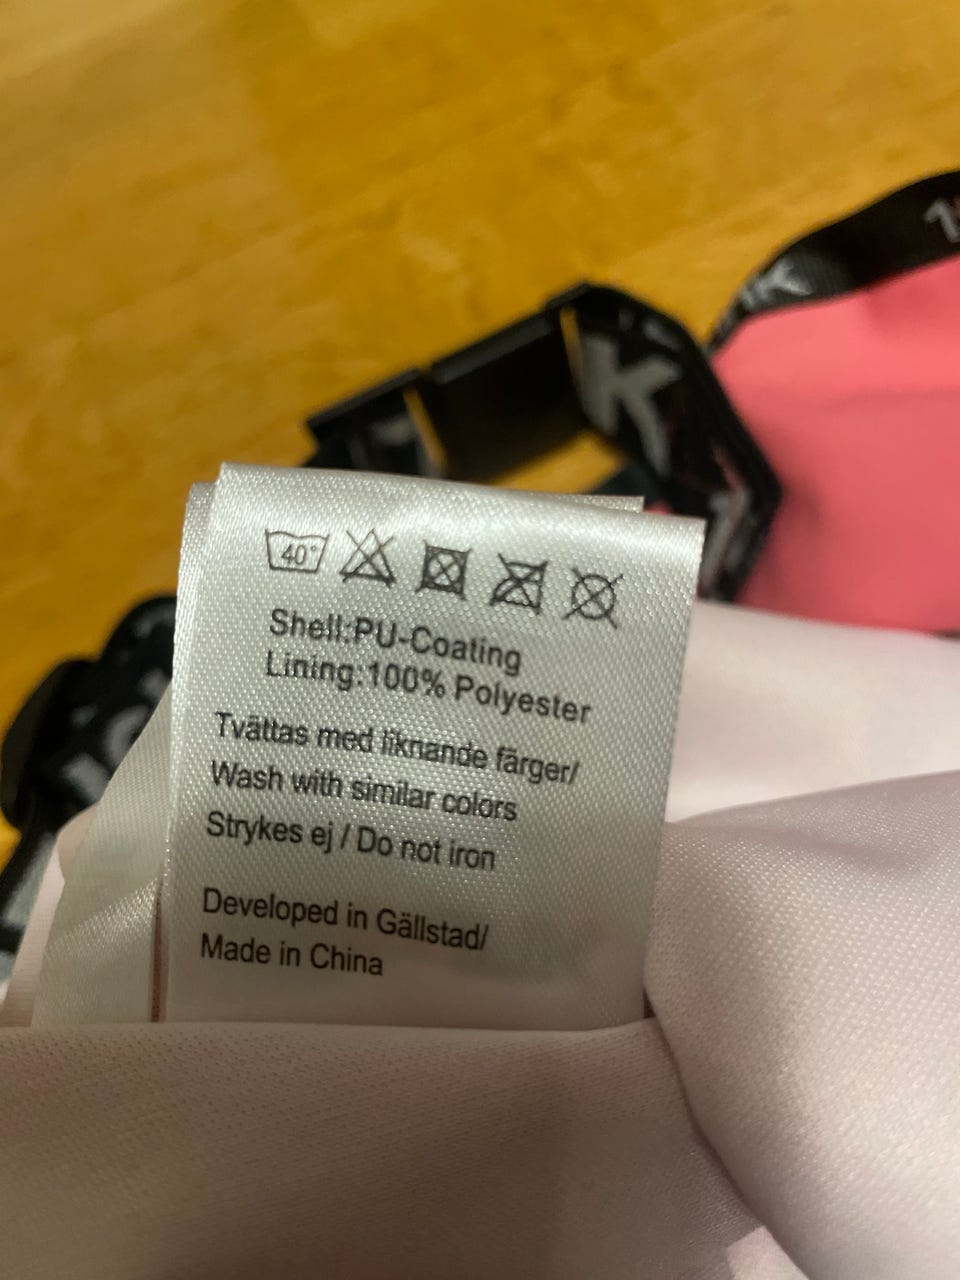 40°
Shell:PU-Coating
Lining:100% Polyester
Tvättas med liknande färger/
Wash with similar colors
Strykes ej / Do not iron
Developed in Gällstad/
Made in China
K